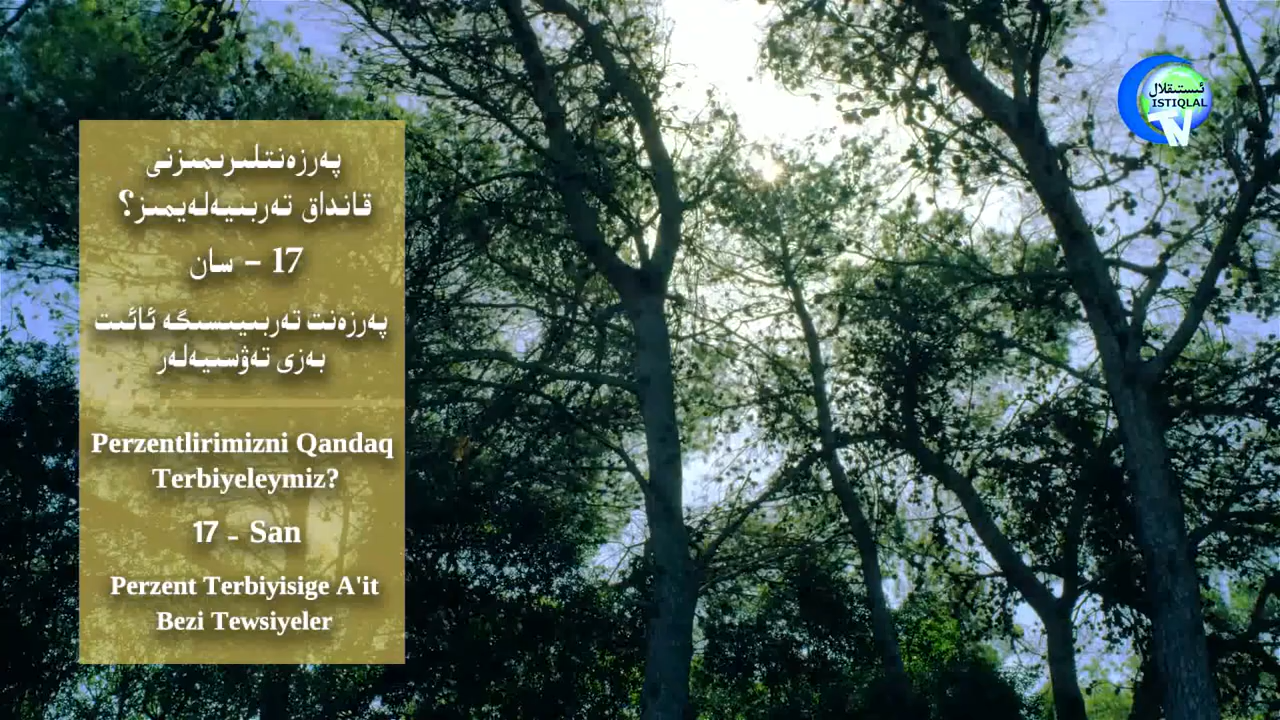 پەرزەنتلىرىمىزنى
قانداق تەربىيەلەيمىز؟
17 - سان
پەرزەنت تەربىيىسىگە ئائىت
بەزى تەۋسىيەلەر
Perzentlirimizni Qandaq
Terbiyeleymiz?
17 - San
Perzent Terbiyisige A'it
Bezi Tewsiyeler
ئىستىقلال
ISTIQLAL
TV